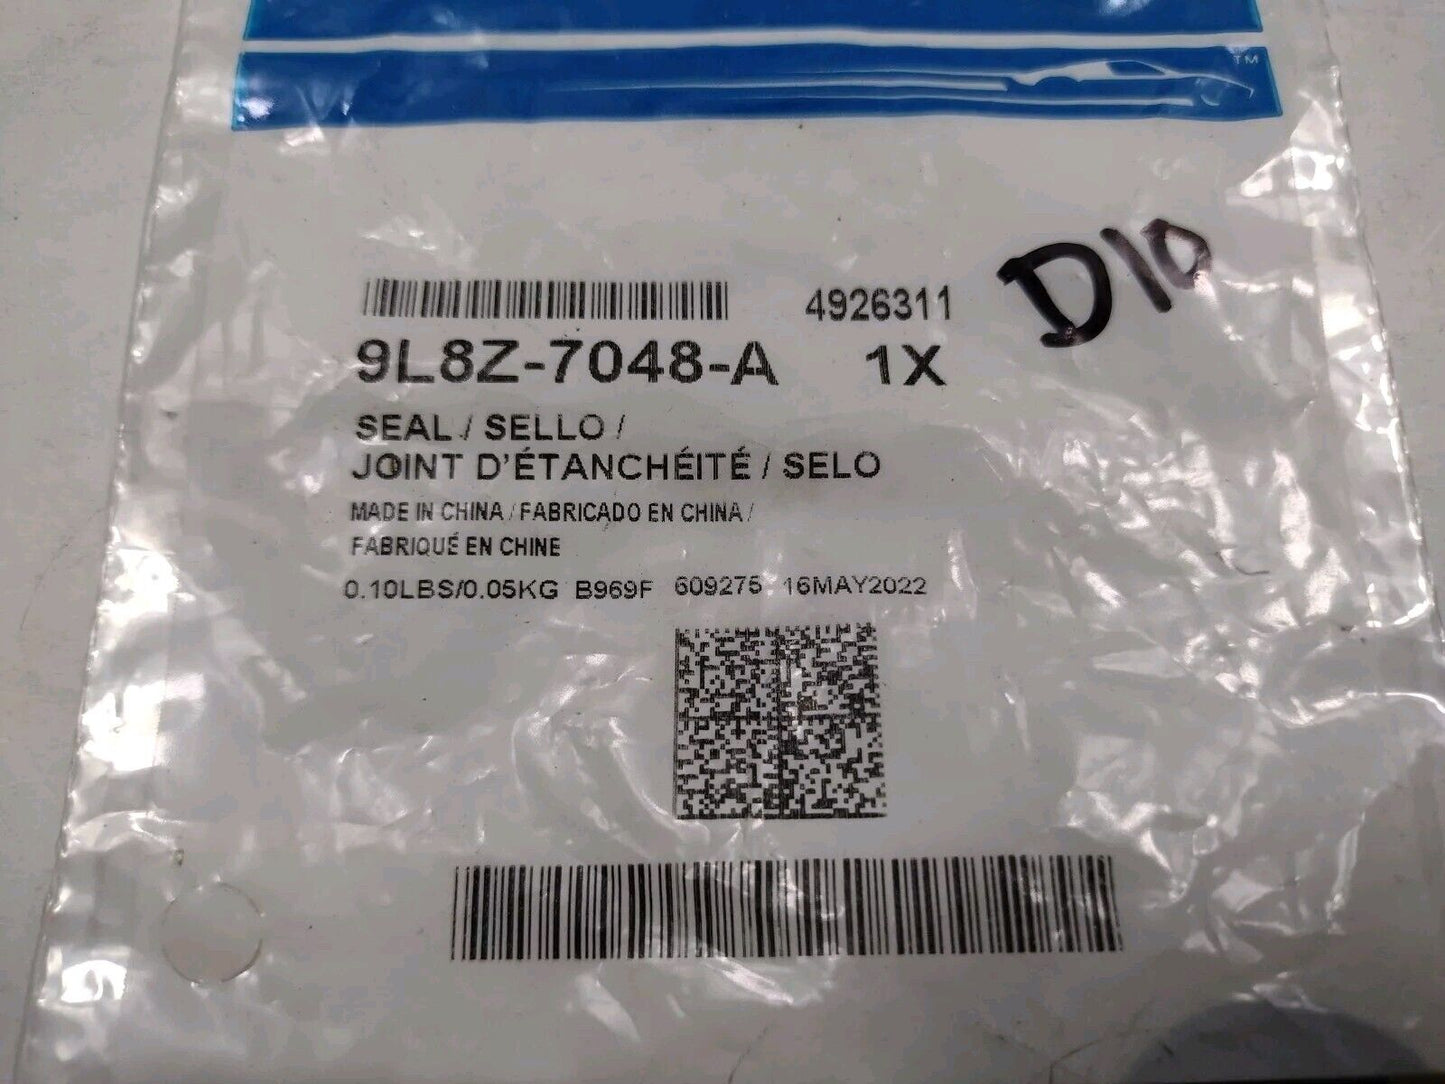 TM
4926311 D10
9L8Z-7048-A 1X
SEAL / SELLO /
JOINT D'ÉTANCHÉITÉ / SELO
MADE IN CHINA / FABRICADO EN CHINA /
FABRIQUÉ EN CHINE
0.10LBS/0.05KG B969F 609275 16MAY2022